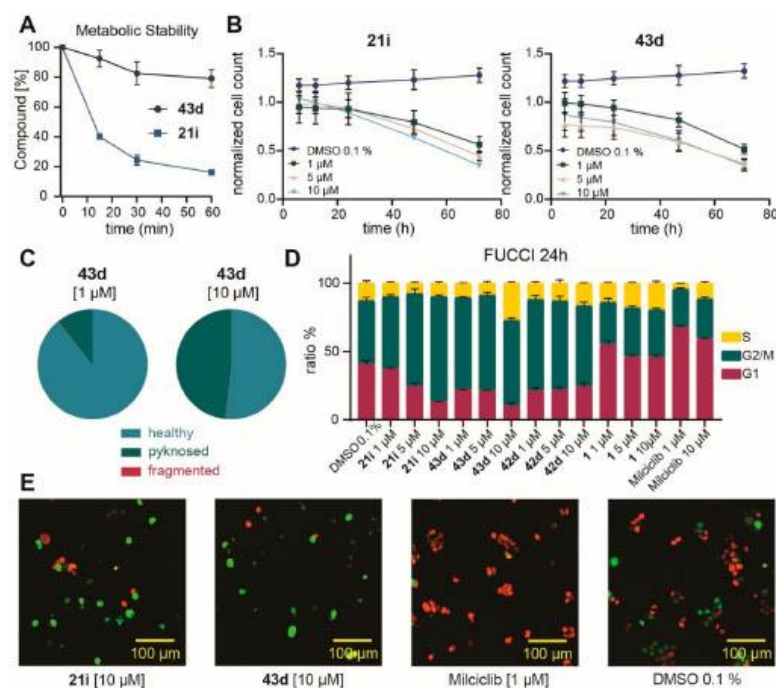 A
Metabolic Stability
Compound [%]
100
80
60
40
20
0
43d
21i
0 10 20 30 40 50 60
time (min)
B
21i
normalized cell count
1.5
1.0
0.5
0.0
DMSO 0.1 %
1 μM
5 μM
10 μM
0 20 40 60 80
time (h)
43d
normalized cell count
1.5
1.0
0.5
0.0
DMSO 0.1 %
1 μM
5 μM
10 μM
0 20 40 60 80
time (h)
C
43d
[1 μM]
43d
[10 μM]
healthy
pyknosed
fragmented
D
FUCCI 24h
ratio %
100
50
0
S
G2/M
G1
DMSO 0.1%
21i 1 μM
21i 5 μM
21i 10 μM
43d 1 μM
43d 5 μM
43d 10 μM
42d 1 μM
42d 5 μM
42d 10 μM
1 1 μM
1 5 μM
1 10μM
Milciclib 1 μM
Milciclib 10 μM
E
100 μm
100 μm
100 μm
100 μm
21i [10 μM]
43d [10 μM]
Milciclib [1 μM]
DMSO 0.1 %